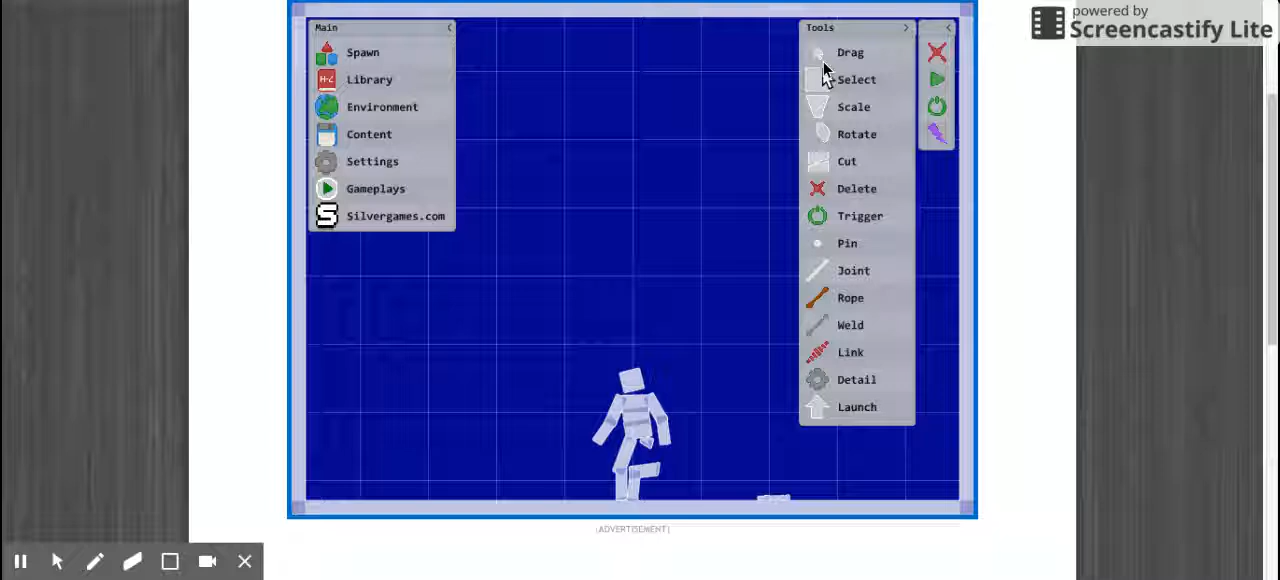 powered by
Screencastify Lite
Main
Spawn
Library
Environment
Content
Settings
Gameplays
Silvergames.com
Tools
Drag
Select
Scale
Rotate
Cut
Delete
Trigger
Pin
Joint
Rope
Weld
Link
Detail
Launch
(ADVERTISEMENT)